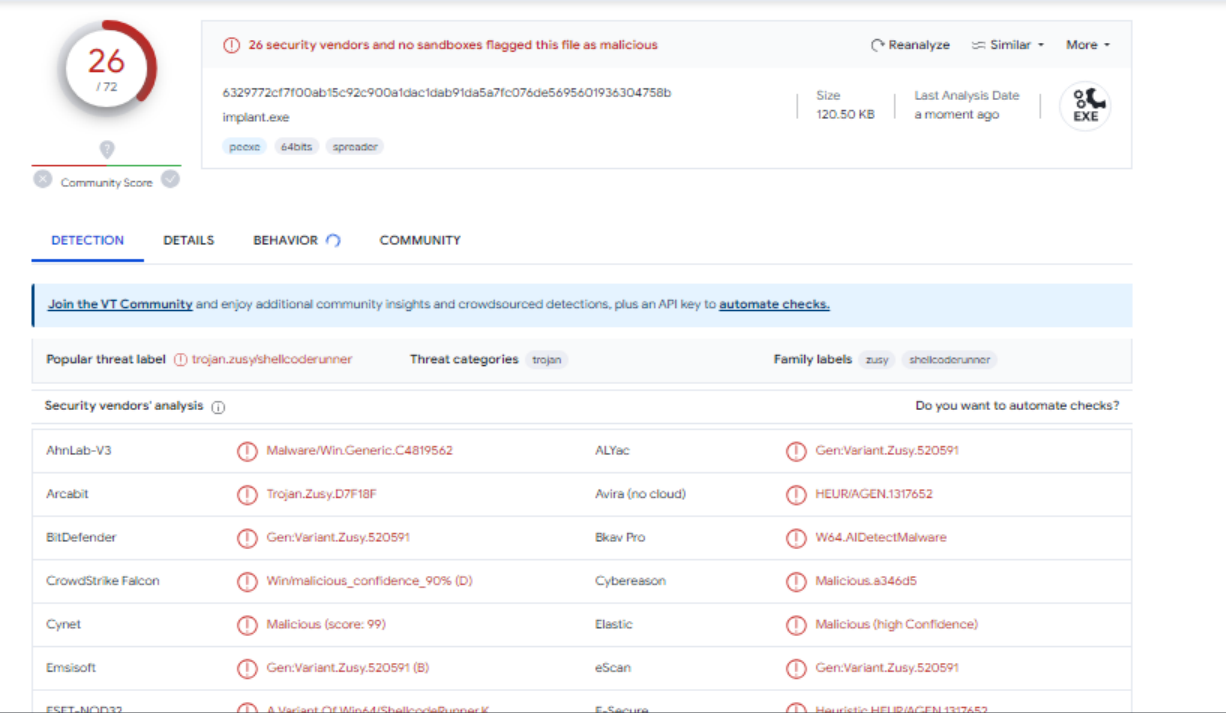 26
/ 72
Community Score
26 security vendors and no sandboxes flagged this file as malicious
Reanalyze
Similar
More
6329772cf7f00ab15c92c900a1dac1dab91da5a7fc076de5695601936304758b
implant.exe
peexe
64bits
spreader
Size
120.50 KB
Last Analysis Date
a moment ago
EXE
DETECTION
DETAILS
BEHAVIOR
COMMUNITY
Join the VT Community and enjoy additional community insights and crowdsourced detections, plus an API key to automate checks.
Popular threat label trojan.zusy/shellcoderunner
Threat categories trojan
Family labels zusy shellcoderunner
Security vendors' analysis
Do you want to automate checks?
AhnLab-V3 Malware/Win.Generic.C4819562
ALYac Gen:Variant.Zusy.520591
Arcabit Trojan.Zusy.D7F18F
Avira (no cloud) HEUR/AGEN.1317652
BitDefender Gen:Variant.Zusy.520591
Bkav Pro W64.AIDetectMalware
CrowdStrike Falcon Win/malicious_confidence_90% (D)
Cybereason Malicious.a346d5
Cynet Malicious (score: 99)
Elastic Malicious (high Confidence)
Emsisoft Gen:Variant.Zusy.520591 (B)
eScan Gen:Variant.Zusy.520591
ESET-NOD32 A Variant Of Win64/ShellcodeRunner.K
F-Secure Heuristic.HEUR/AGEN.1317652